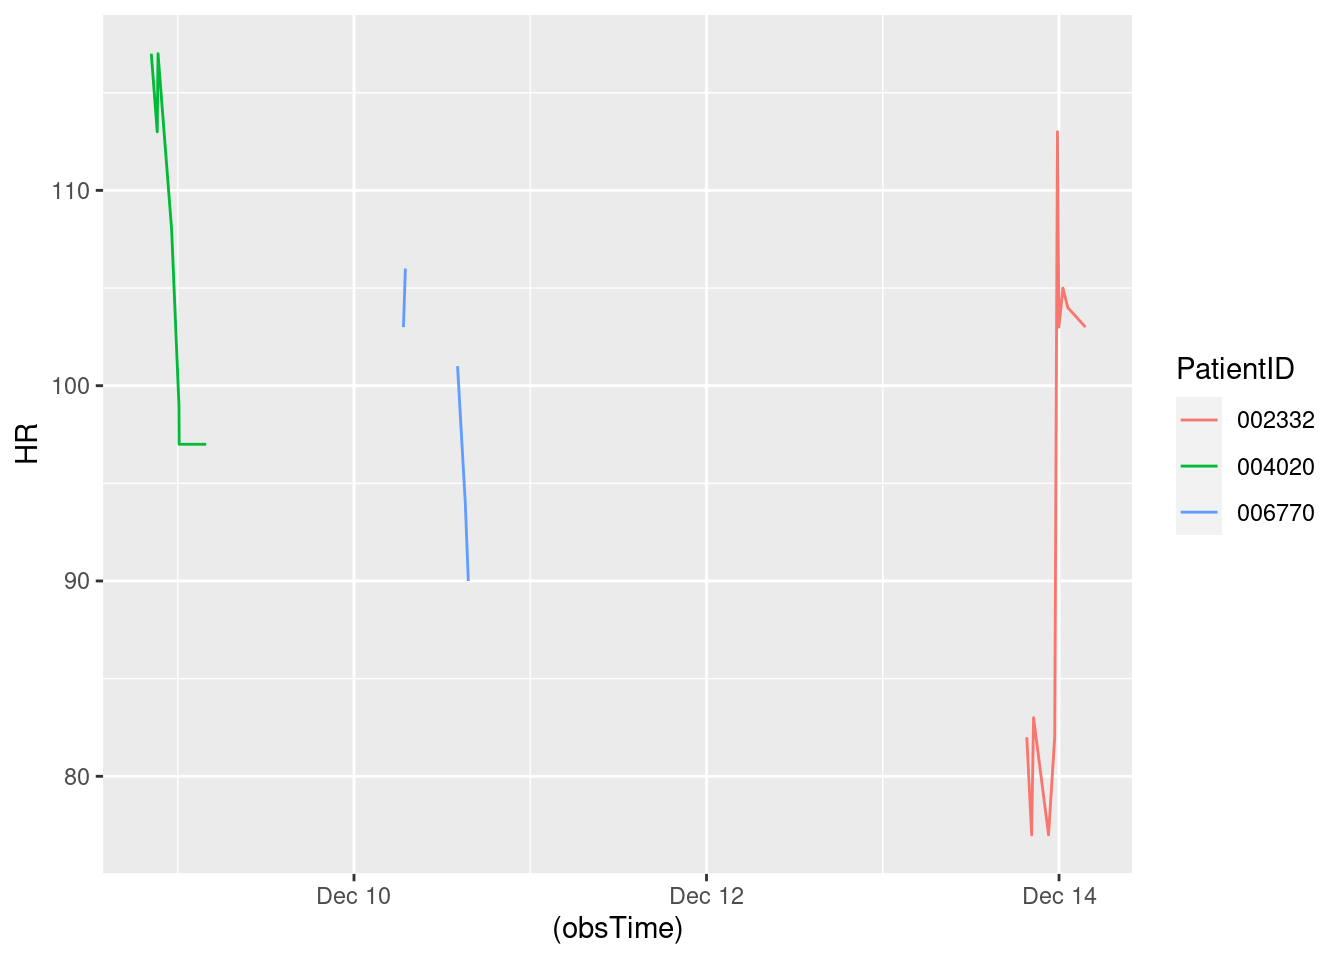 HR
110
100
90
80
Dec 10
Dec 12
Dec 14
(obsTime)
PatientID
002332
004020
006770